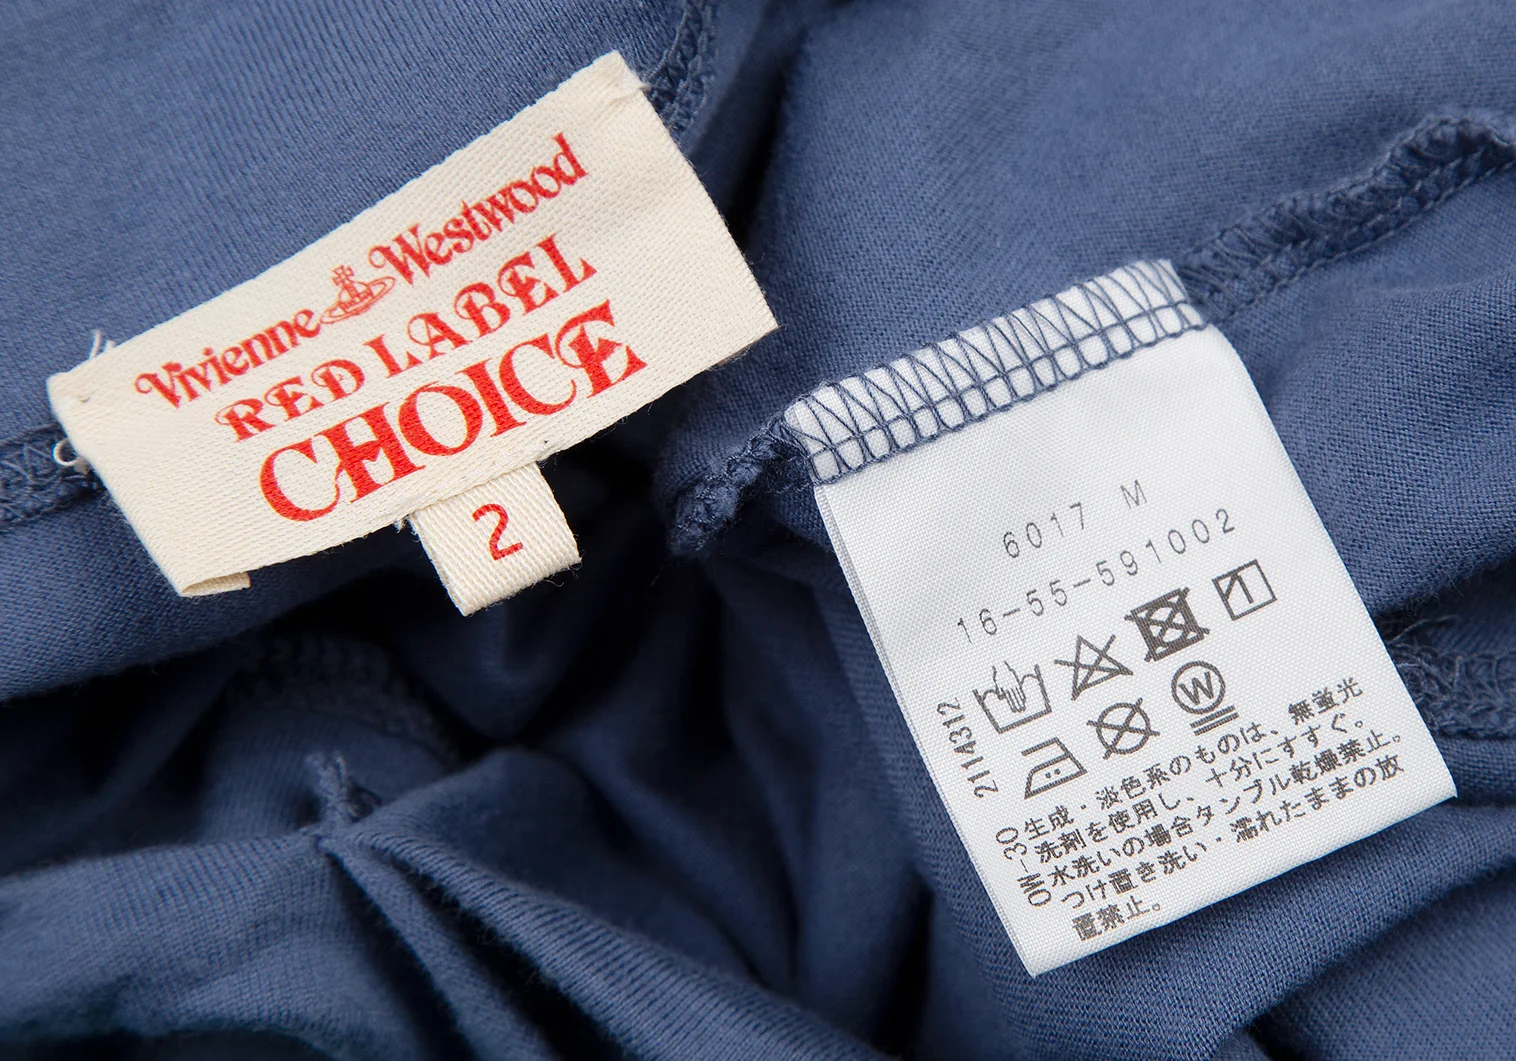 Vivienne Westwood
RED LABEL
CHOICE
2
6017 M
16-55-591002
W
2114312
OM-30
生成・淡色系のものは、無蛍光
洗剤を使用し、十分にすすぐ。
水洗いの場合タンブル乾燥禁止。
つけ置き洗い・濡れたままの放
置禁止。